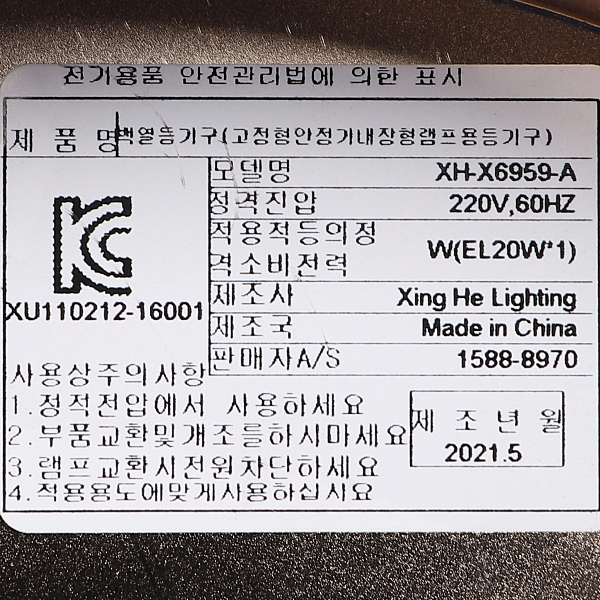 전기용품 안전관리법에 의한 표시
제 품 명 백열등기구(고정형안정기내장형램프용등기구)
모델명 XH-X6959-A
정격진압 220V,60HZ
적용적등의정
격소비전력 W(EL20W*1)
XU110212-16001
제조사 Xing He Lighting
제조국 Made in China
판매자A/S 1588-8970
사용상주의사항
1.정적전압에서 사용하세요
2.부품교환및개조를하시마세요
3.램프교환시전원차단하세요
4.적용용도에맞게사용하십시요
제 조 년 월
2021.5